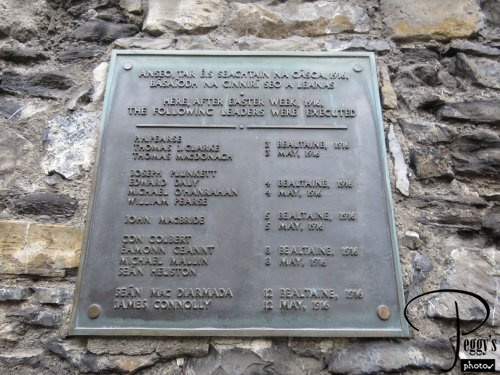 ANSEO, TAR ÉIS SEACHTAIN NA CÁSCA, 1916,
BÁSAÍODH NA CINNIRÍ SEO A LEANAS
HERE, AFTER EASTER WEEK, 1916,
THE FOLLOWING LEADERS WERE EXECUTED
P.H. PEARSE
THOMAS J. CLARKE 3 BEALTAINE, 1916
THOMAS MACDONAGH 3 MAY, 1916
JOSEPH PLUNKETT
EDWARD DALY 4 BEALTAINE, 1916
MICHAEL O'HANRAHAN 4 MAY, 1916
WILLIAM PEARSE
JOHN MACBRIDE 5 BEALTAINE, 1916
5 MAY, 1916
CON COLBERT
EAMONN CEANNT 8 BEALTAINE, 1916
MICHAEL MALLIN 8 MAY, 1916
SEAN HEUSTON
SEÁN MAC DIARMADA 12 BEALTAINE, 1916
JAMES CONNOLLY 12 MAY, 1916
Peggy's
photos